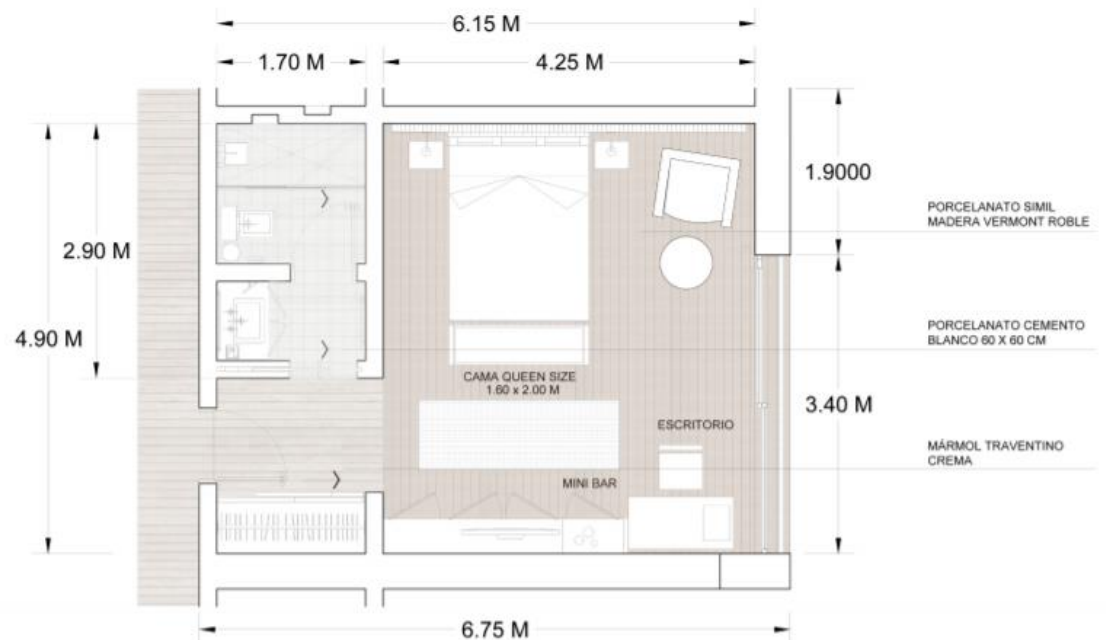 6.15 M
1.70 M
4.25 M
1.9000
PORCELANATO SIMIL
MADERA VERMONT ROBLE
2.90 M
4.90 M
PORCELANATO CEMENTO
BLANCO 60 X 60 CM
CAMA QUEEN SIZE
1.60 x 2.00 M
3.40 M
ESCRITORIO
MÁRMOL TRAVENTINO
CREMA
MINI BAR
6.75 M